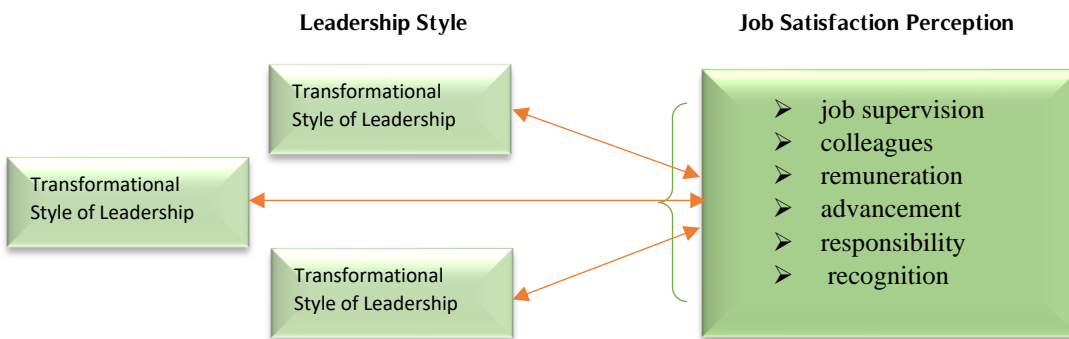 Leadership Style
Job Satisfaction Perception
Transformational
Style of Leadership
Transformational
Style of Leadership
Transformational
Style of Leadership
➢ job supervision
➢ colleagues
➢ remuneration
➢ advancement
➢ responsibility
➢ recognition